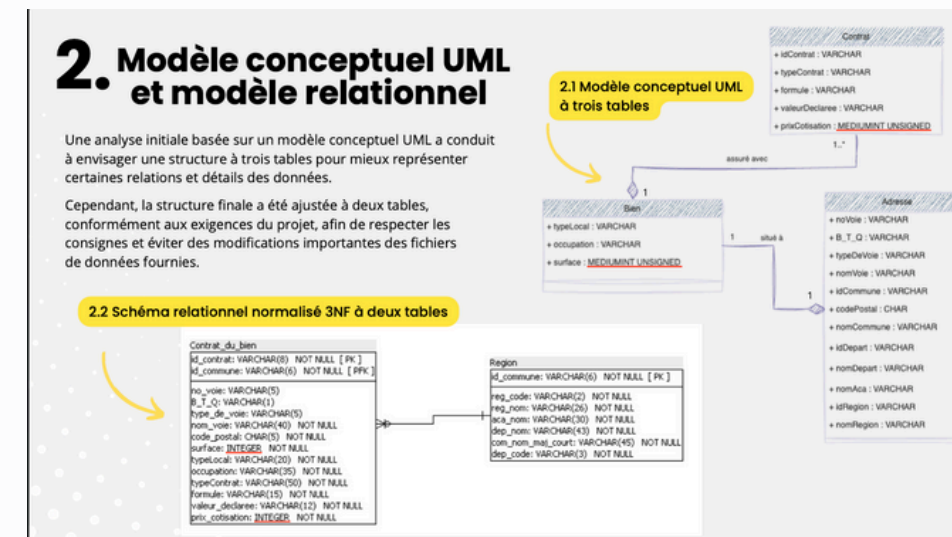 2. Modèle conceptuel UML
et modèle relationnel
Une analyse initiale basée sur un modèle conceptuel UML a conduit
à envisager une structure à trois tables pour mieux représenter
certaines relations et détails des données.
Cependant, la structure finale a été ajustée à deux tables,
conformément aux exigences du projet, afin de respecter les
consignes et éviter des modifications importantes des fichiers
de données fournies.
2.1 Modèle conceptuel UML
à trois tables
Contrat
+ idContrat : VARCHAR
+ typeContrat : VARCHAR
+ formule : VARCHAR
+ valeurDeclaree : VARCHAR
+ prixCotisation : MEDIUMINT UNSIGNED
1..*
assuré avec
1
Bien
+ typeLocal : VARCHAR
+ occupation : VARCHAR
+ surface : MEDIUMINT UNSIGNED
1
situé à
1
Adresse
+ noVoie : VARCHAR
+ B_T_Q : VARCHAR
+ typeDeVoie : VARCHAR
+ nomVoie : VARCHAR
+ idCommune : VARCHAR
+ codePostal : CHAR
+ nomCommune : VARCHAR
+ idDepart : VARCHAR
+ nomDepart : VARCHAR
+ nomAca : VARCHAR
+ idRegion : VARCHAR
+ nomRegion : VARCHAR
2.2 Schéma relationnel normalisé 3NF à deux tables
Contrat_du_bien
id_contrat: VARCHAR(8) NOT NULL [ PK ]
id_commune: VARCHAR(6) NOT NULL [ PFK ]
no_voie: VARCHAR(5)
B_T_Q: VARCHAR(1)
type_de_voie: VARCHAR(5)
nom_voie: VARCHAR(40) NOT NULL
code_postal: CHAR(5) NOT NULL
surface: INTEGER NOT NULL
typeLocal: VARCHAR(20) NOT NULL
occupation: VARCHAR(35) NOT NULL
typeContrat: VARCHAR(50) NOT NULL
formule: VARCHAR(15) NOT NULL
valeur_declaree: VARCHAR(12) NOT NULL
prix_cotisation: INTEGER NOT NULL
Region
id_commune: VARCHAR(6) NOT NULL [ PK ]
reg_code: VARCHAR(2) NOT NULL
reg_nom: VARCHAR(26) NOT NULL
aca_nom: VARCHAR(30) NOT NULL
dep_nom: VARCHAR(43) NOT NULL
com_nom_maj_court: VARCHAR(45) NOT NULL
dep_code: VARCHAR(3) NOT NULL